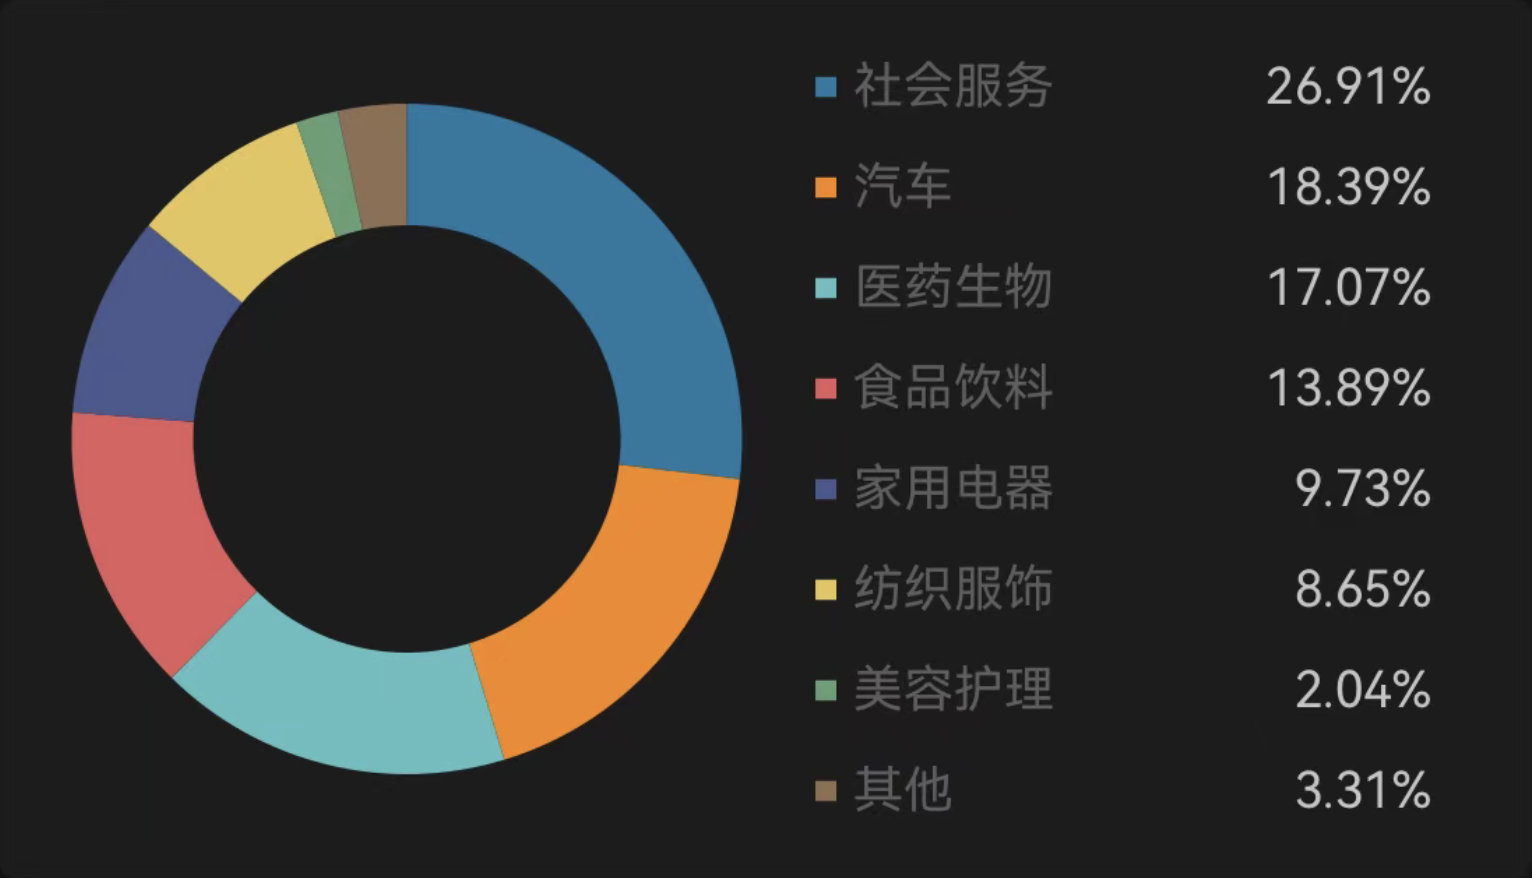 社会服务 26.91%
汽车 18.39%
医药生物 17.07%
食品饮料 13.89%
家用电器 9.73%
纺织服饰 8.65%
美容护理 2.04%
其他 3.31%